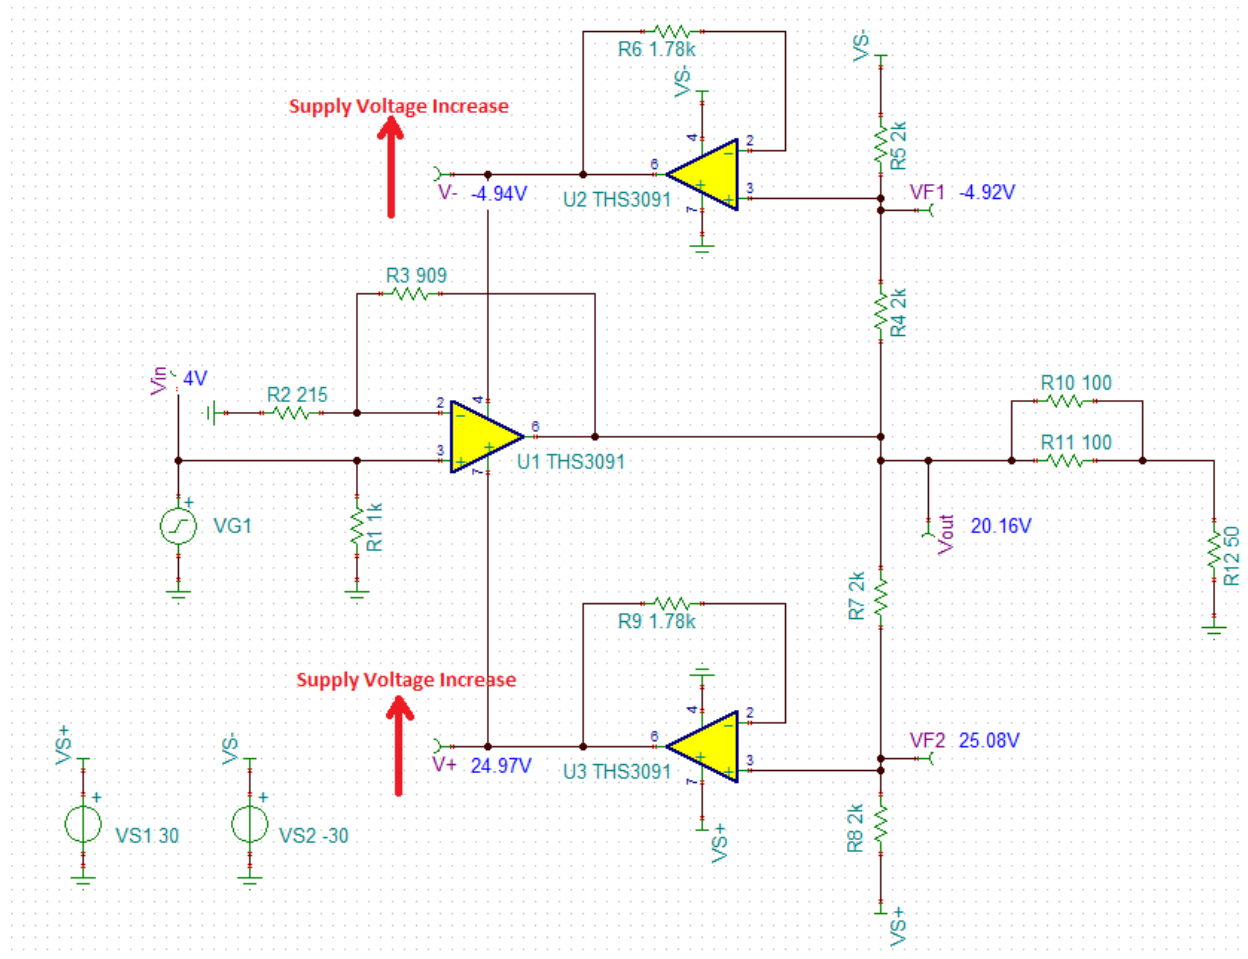 R6 1.78k
VS-
VS-
Supply Voltage Increase
4
2
R5 2k
6
3
V- -4.94V
U2 THS3091
7
VF1 -4.92V
R3 909
R4 2k
Vin 4V
R2 215
R10 100
2
4
6
R11 100
3
7
U1 THS3091
VG1
R1 1k
Vout 20.16V
R12 50
R7 2k
R9 1.78k
Supply Voltage Increase
4
2
6
3
V+ 24.97V
U3 THS3091
7
VF2 25.08V
VS+
VS-
VS1 30
VS2 -30
VS+
R8 2k
VS+